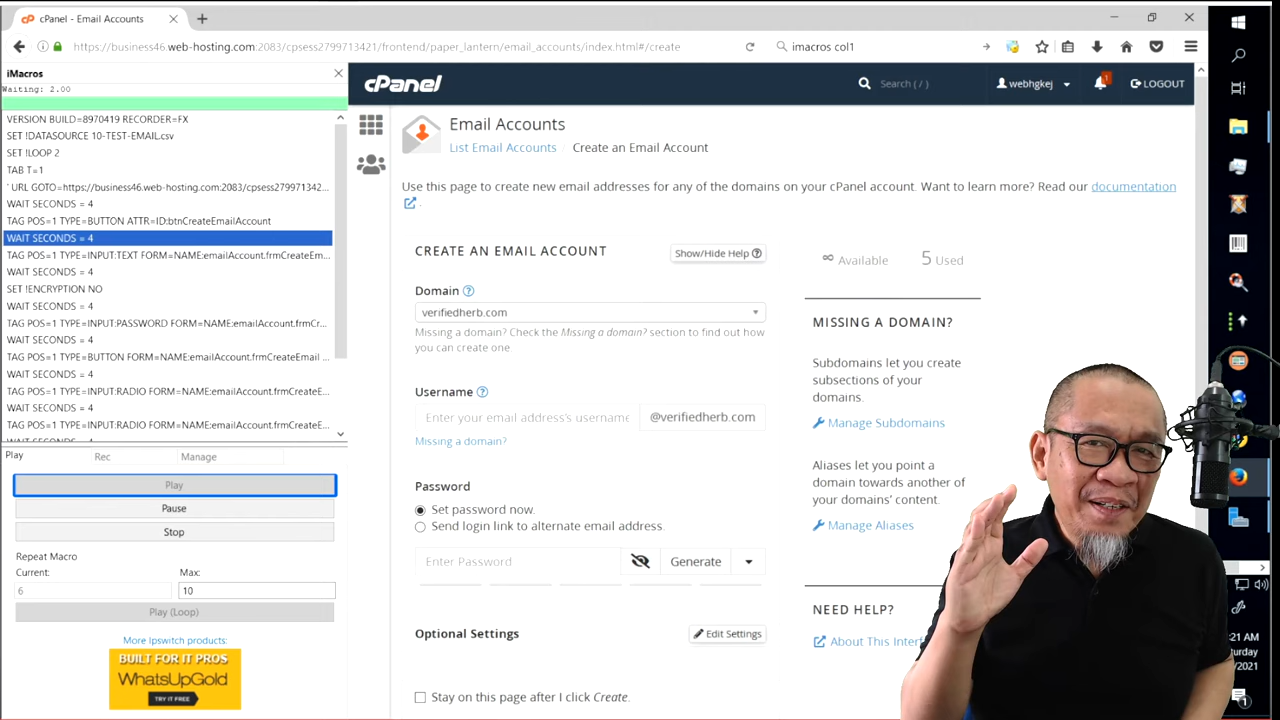 cPanel - Email Accounts
https://business46.web-hosting.com:2083/cpsess2799713421/frontend/paper_lantern/email_accounts/index.html#/create
imacros col1
iMacros
Waiting: 2.00
VERSION BUILD=8970419 RECORDER=FX
SET !DATASOURCE 10-TEST-EMAIL.csv
SET !LOOP 2
TAB T=1
' URL GOTO=https://business46.web-hosting.com:2083/cpsess2799713432...
WAIT SECONDS = 4
TAG POS=1 TYPE=BUTTON ATTR=ID:btnCreateEmailAccount
WAIT SECONDS = 4
TAG POS=1 TYPE=INPUT:TEXT FORM=NAME:emailAccount.frmCreateEm...
WAIT SECONDS = 4
SET !ENCRYPTION NO
WAIT SECONDS = 4
TAG POS=1 TYPE=INPUT:PASSWORD FORM=NAME:emailAccount.frmCr...
WAIT SECONDS = 4
TAG POS=1 TYPE=BUTTON FORM=NAME:emailAccount.frmCreateEmail ...
WAIT SECONDS = 4
TAG POS=1 TYPE=INPUT:RADIO FORM=NAME:emailAccount.frmCreateE...
WAIT SECONDS = 4
TAG POS=1 TYPE=INPUT:RADIO FORM=NAME:emailAccount.frmCreateE...
WAIT SECONDS = 4
Play Rec Manage
Play
Pause
Stop
Repeat Macro
Current: Max:
6 10
Play (Loop)
More Ipswitch products:
BUILT FOR IT PROS
WhatsUpGold
TRY IT FREE
cPanel
Search ( / )
webhgkej
1
LOGOUT
Email Accounts
List Email Accounts / Create an Email Account
Use this page to create new email addresses for any of the domains on your cPanel account. Want to learn more? Read our documentation
.
CREATE AN EMAIL ACCOUNT
Show/Hide Help
Domain
verifiedherb.com
Missing a domain? Check the Missing a domain? section to find out how
you can create one.
Username
Enter your email address's username
@verifiedherb.com
Missing a domain?
Password
Set password now.
Send login link to alternate email address.
Enter Password
Generate
Optional Settings
Edit Settings
Stay on this page after I click Create.
∞ Available
5 Used
MISSING A DOMAIN?
Subdomains let you create
subsections of your
domains.
Manage Subdomains
Aliases let you point a
domain towards another of
your domains' content.
Manage Aliases
NEED HELP?
About This Interf
:21 AM
turday
/2021
1